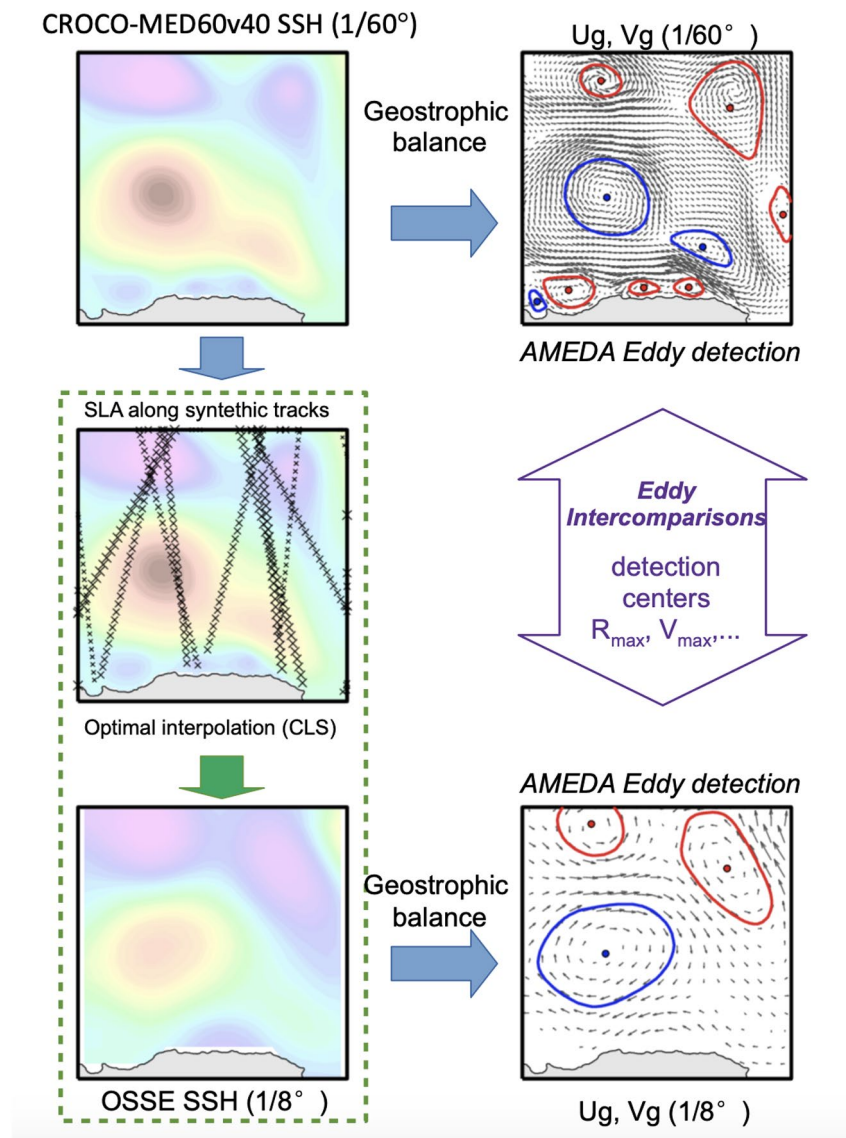 CROCO-MED60v40 SSH (1/60°)
Ug, Vg (1/60° )
Geostrophic
balance
AMEDA Eddy detection
SLA along syntethic tracks
Eddy
Intercomparisons
detection
centers
Rmax, Vmax,...
Optimal interpolation (CLS)
AMEDA Eddy detection
Geostrophic
balance
OSSE SSH (1/8° )
Ug, Vg (1/8° )